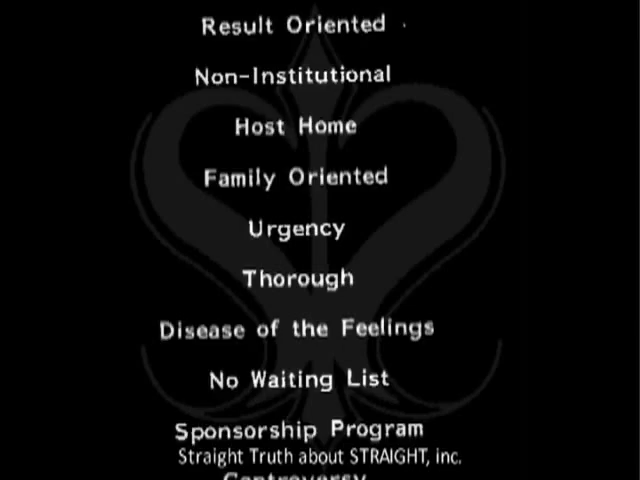 Result Oriented
Non-Institutional
Host Home
Family Oriented
Urgency
Thorough
Disease of the Feelings
No Waiting List
Sponsorship Program
Straight Truth about STRAIGHT, inc.
Controversy